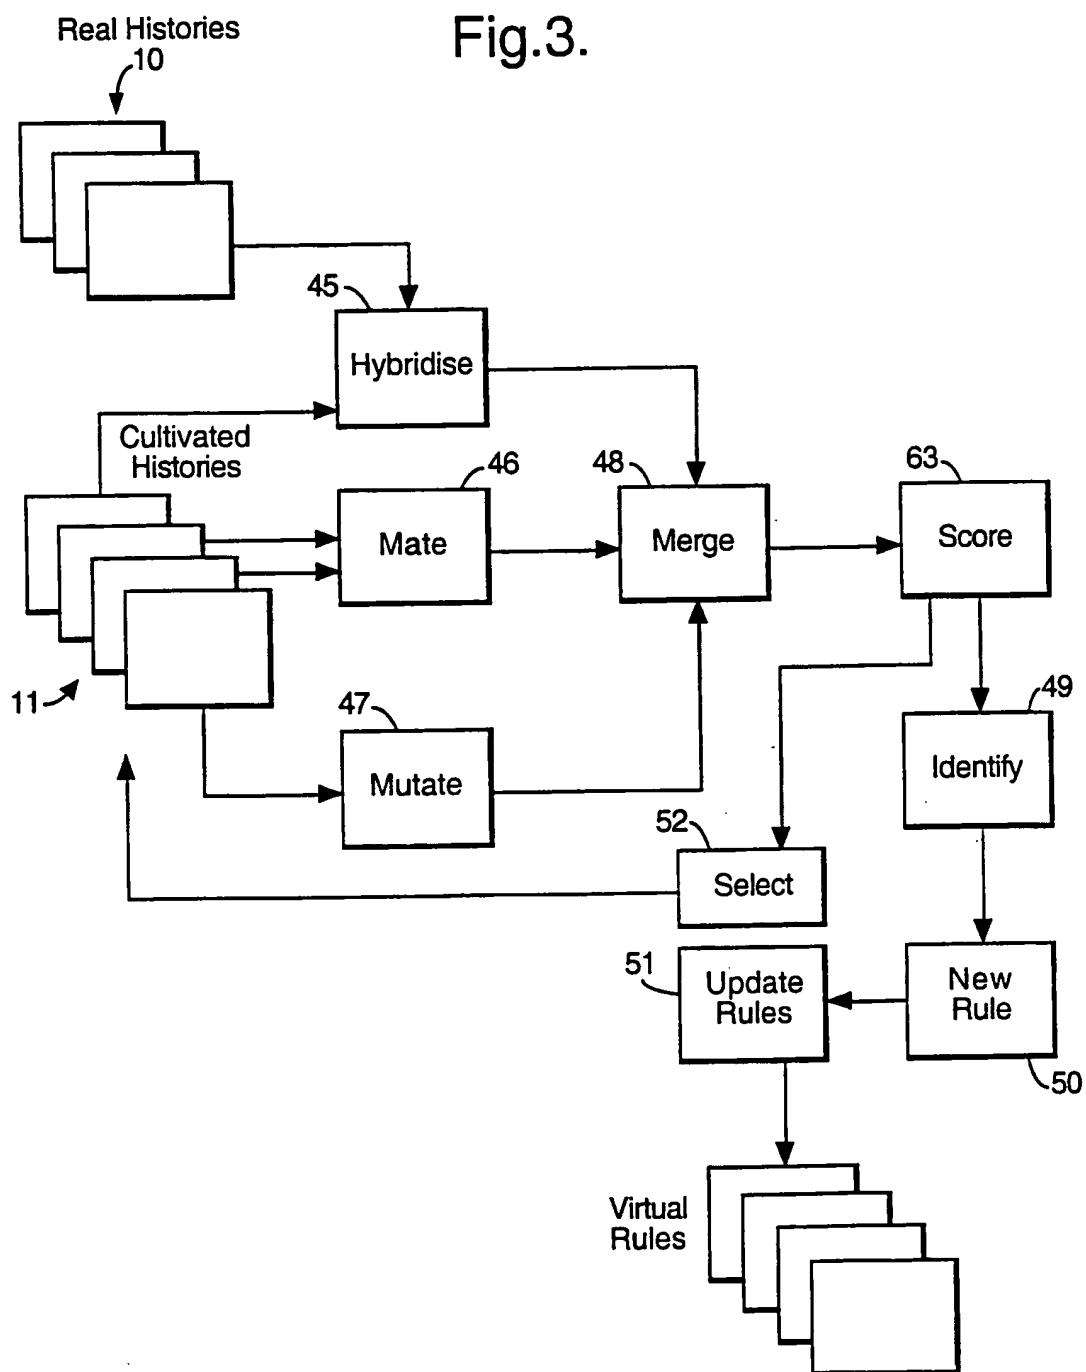 Fig.3.
Real Histories
10
45
Hybridise
Cultivated
Histories
46
Mate
48
Merge
63
Score
11
47
Mutate
49
Identify
52
Select
51
Update
Rules
New
Rule
50
Virtual
Rules